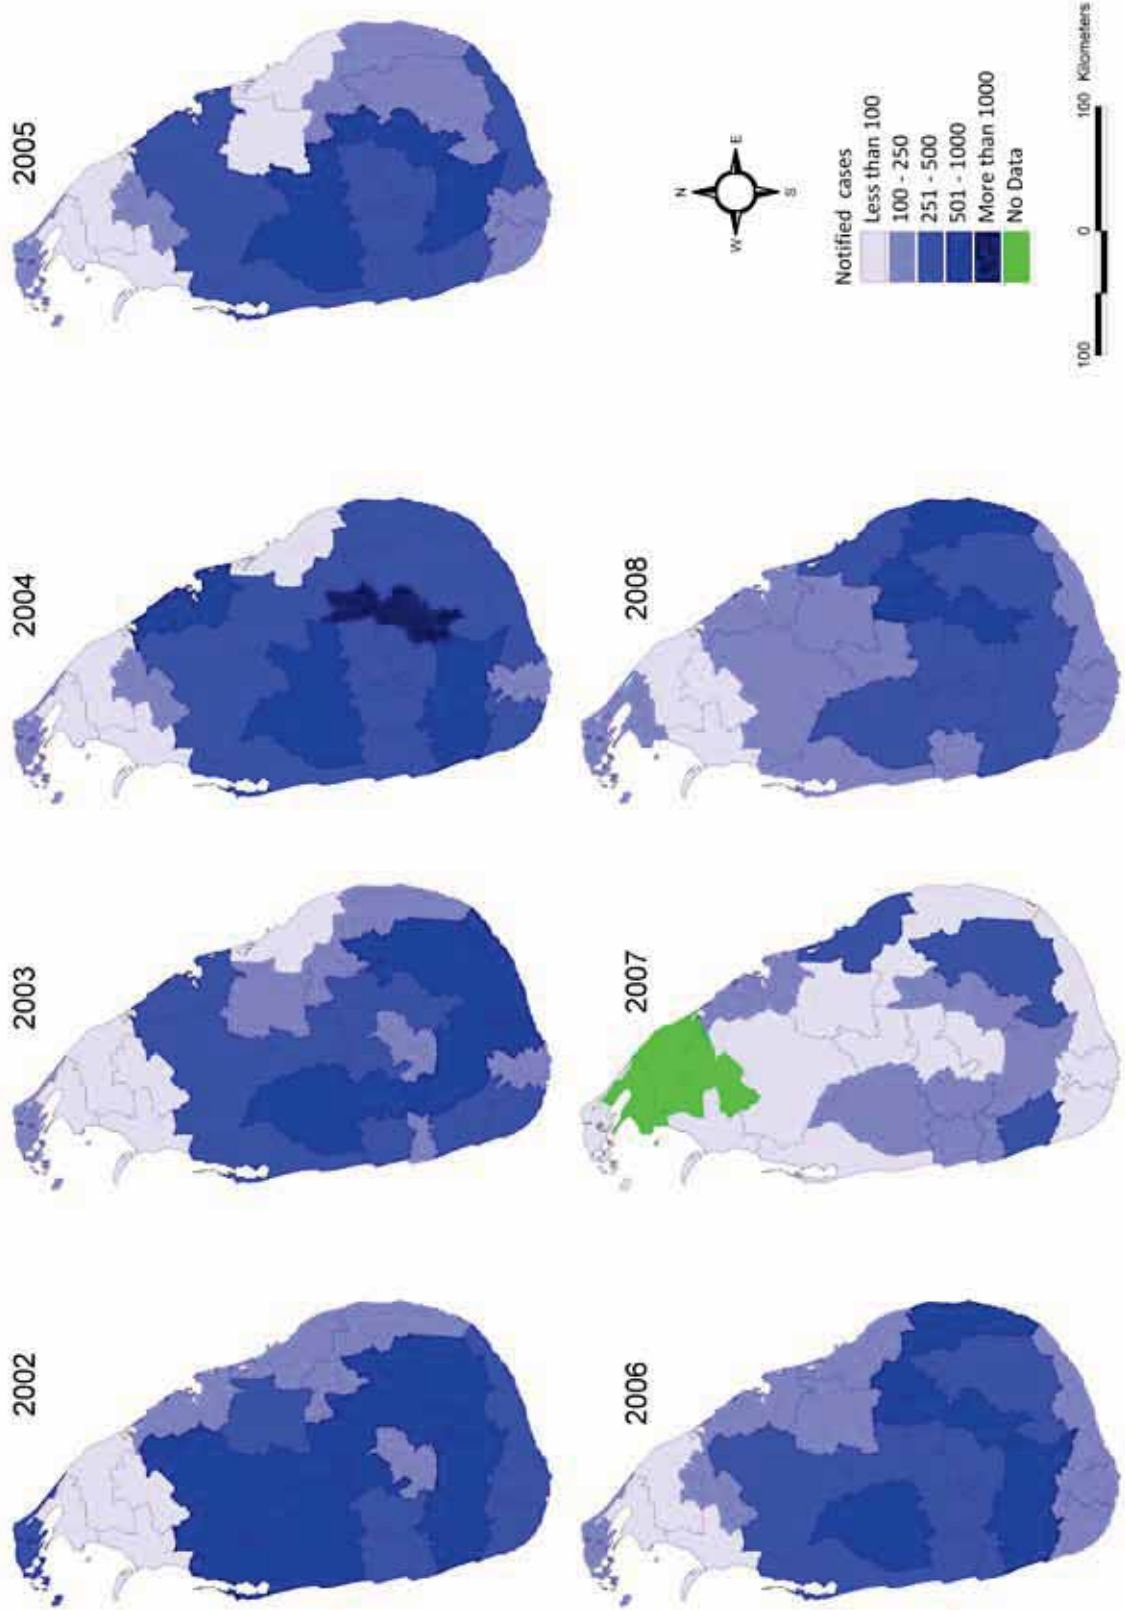 2002
2003
2004
2005
2006
2007
2008
N
W
E
S
Notified cases
Less than 100
100 - 250
251 - 500
501 - 1000
More than 1000
No Data
100 0 100 Kilometers